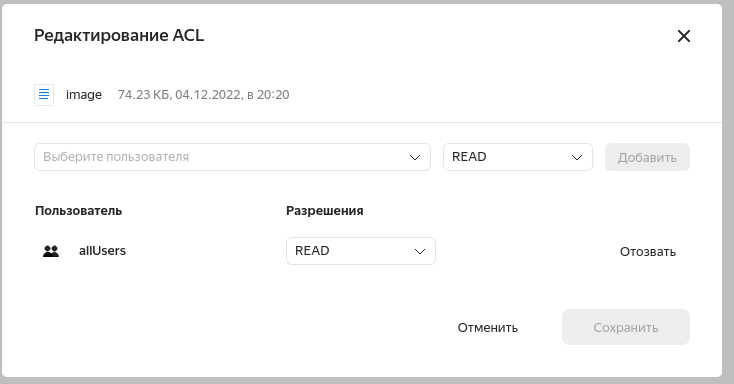 Редактирование ACL
image 74.23 КБ, 04.12.2022, в 20:20
Выберите пользователя READ Добавить
Пользователь Разрешения
allUsers READ Отозвать
Отменить Сохранить